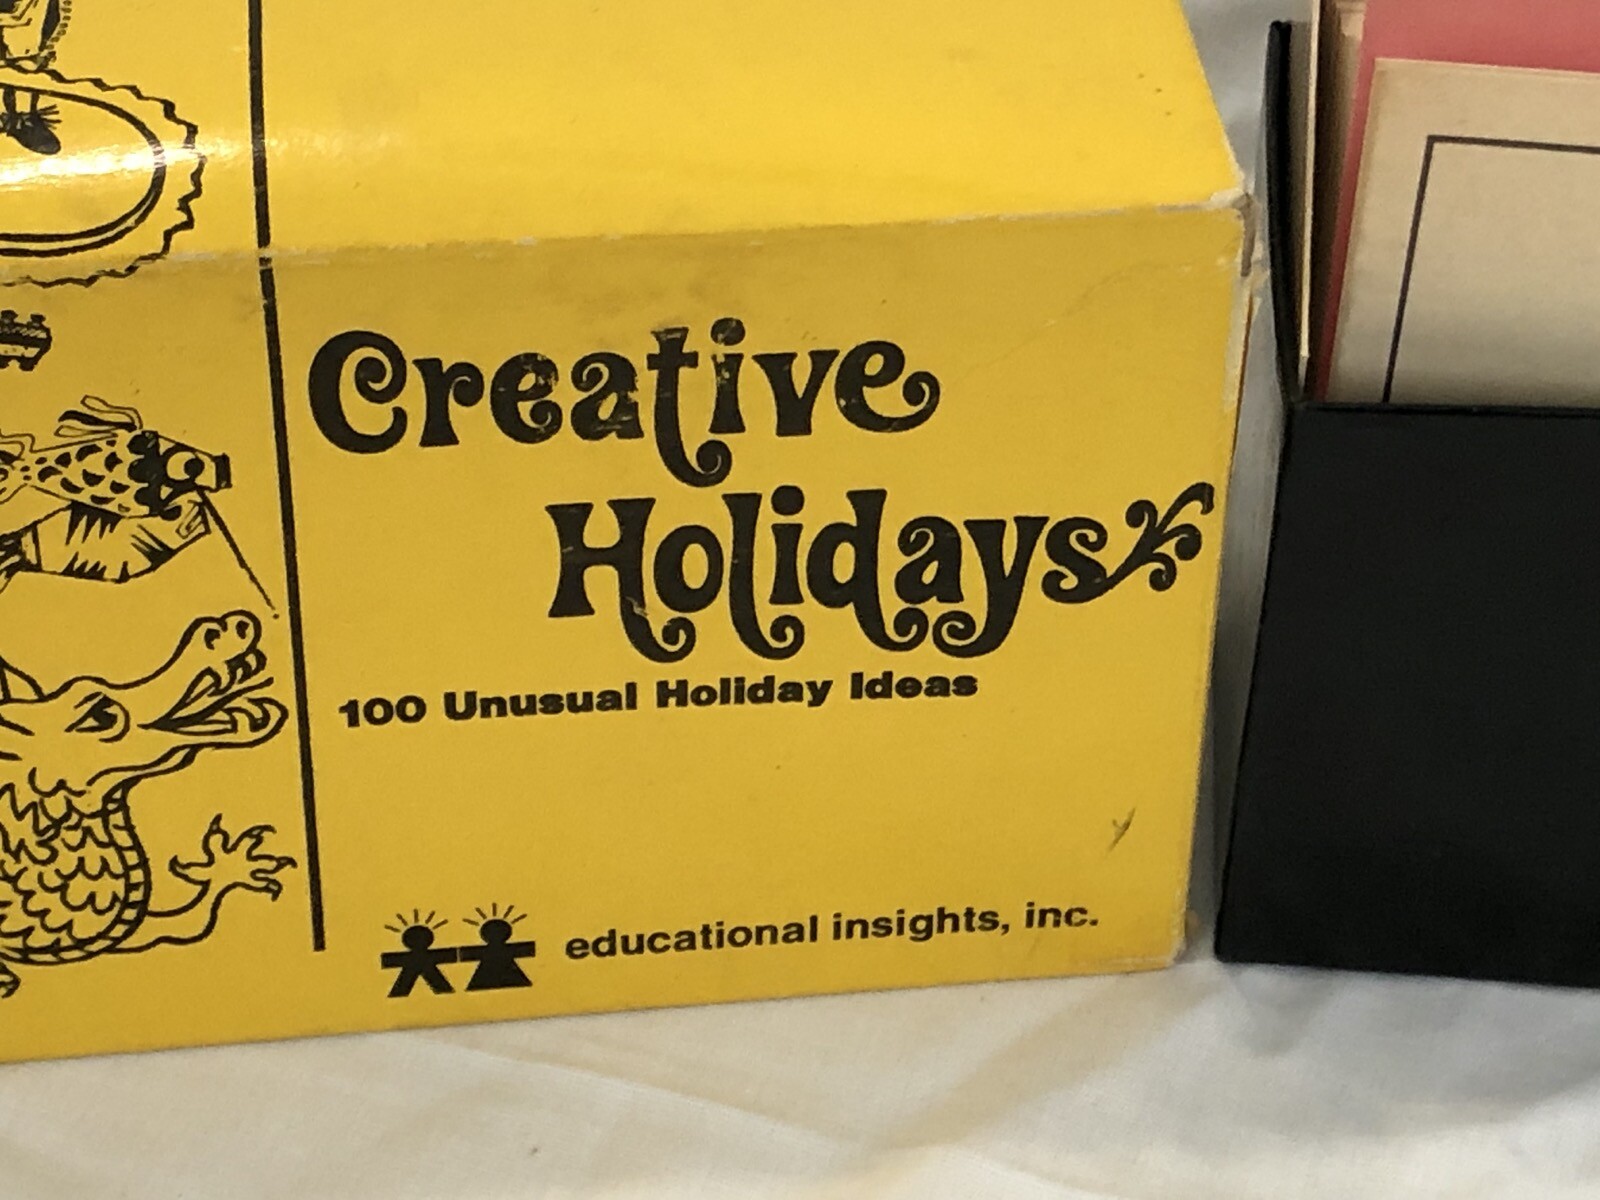 Creative
Holidays
100 Unusual Holiday Ideas
educational insights, inc.